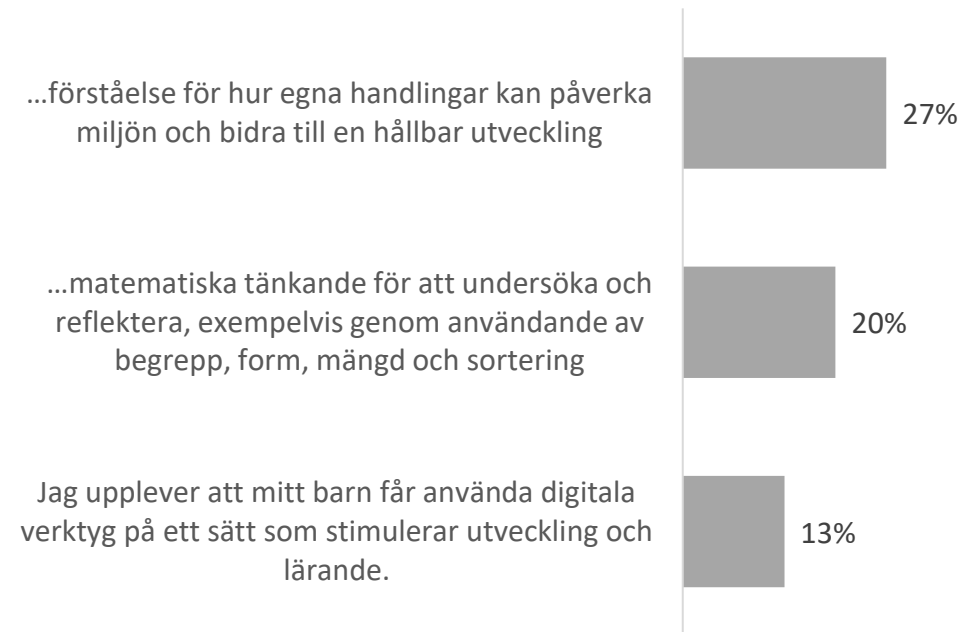 …förståelse för hur egna handlingar kan påverka
miljön och bidra till en hållbar utveckling
27%
…matematiska tänkande för att undersöka och
reflektera, exempelvis genom användande av
begrepp, form, mängd och sortering
20%
Jag upplever att mitt barn får använda digitala
verktyg på ett sätt som stimulerar utveckling och
lärande.
13%